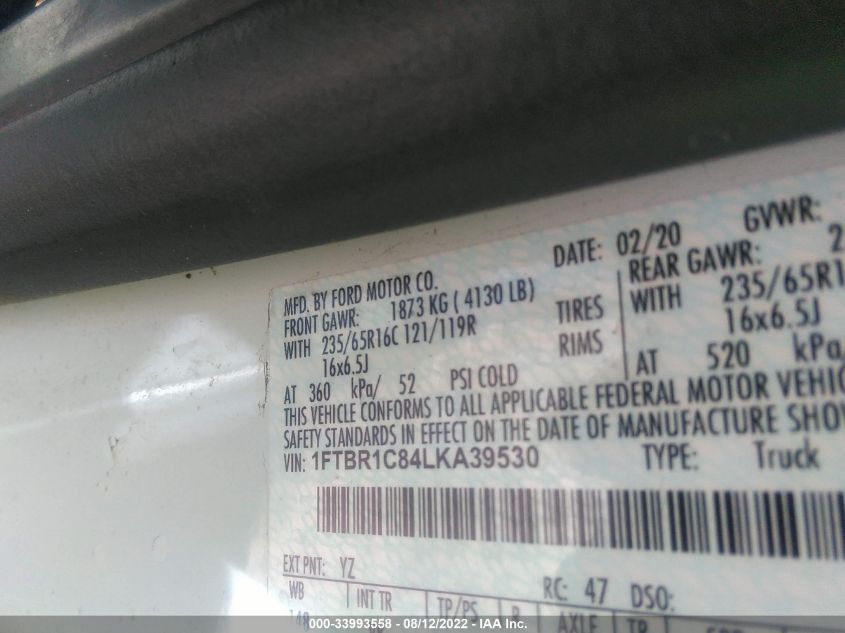 DATE: 02/20 GVWR:
MFD. BY FORD MOTOR CO.
FRONT GAWR: 1873 KG ( 4130 LB) REAR GAWR: 2
WITH 235/65R16C 121/119R TIRES WITH 235/65R1
16x6.5J RIMS 16x6.5J
AT 360 kPa/ 52 PSI COLD AT 520 kPa
THIS VEHICLE CONFORMS TO ALL APPLICABLE FEDERAL MOTOR VEHIC
SAFETY STANDARDS IN EFFECT ON THE DATE OF MANUFACTURE SHO
VIN: 1FTBR1C84LKA39530 TYPE: Truck
EXT PNT: YZ RC: 47 DSO:
WB INT TR TP/PS R AXLE TR
148
000-33993558 - 08/12/2022 - IAA Inc.